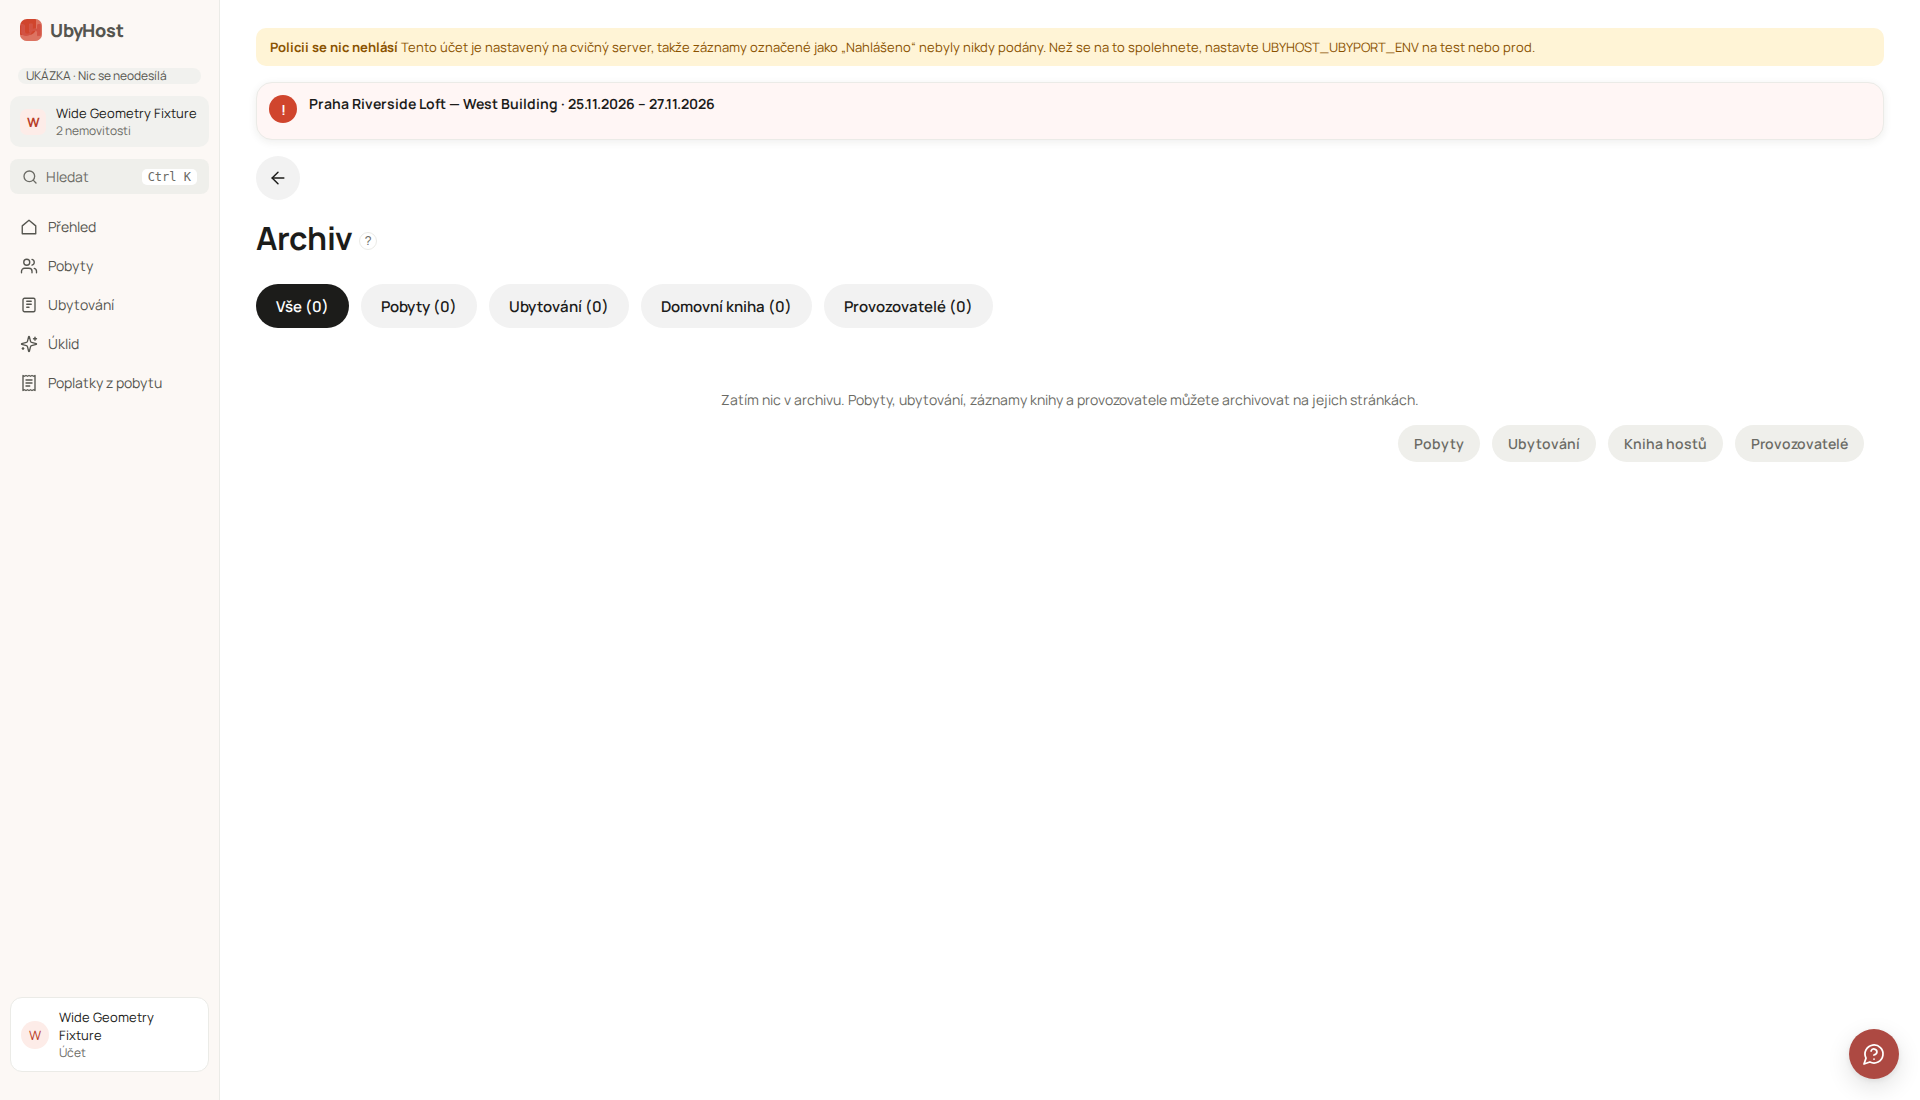 UbyHost
UKÁZKA · Nic se neodesílá
W
Wide Geometry Fixture
2 nemovitosti
Hledat
Ctrl K
Přehled
Pobyty
Ubytování
Úklid
Poplatky z pobytu
W
Wide Geometry
Fixture
Účet
Policii se nic nehlásí Tento účet je nastavený na cvičný server, takže záznamy označené jako „Nahlášeno“ nebyly nikdy podány. Než se na to spolehnete, nastavte UBYHOST_UBYPORT_ENV na test nebo prod.
!
Praha Riverside Loft — West Building · 25.11.2026 – 27.11.2026
Archiv ?
Vše (0)
Pobyty (0)
Ubytování (0)
Domovní kniha (0)
Provozovatelé (0)
Zatím nic v archivu. Pobyty, ubytování, záznamy knihy a provozovatele můžete archivovat na jejich stránkách.
Pobyty
Ubytování
Kniha hostů
Provozovatelé